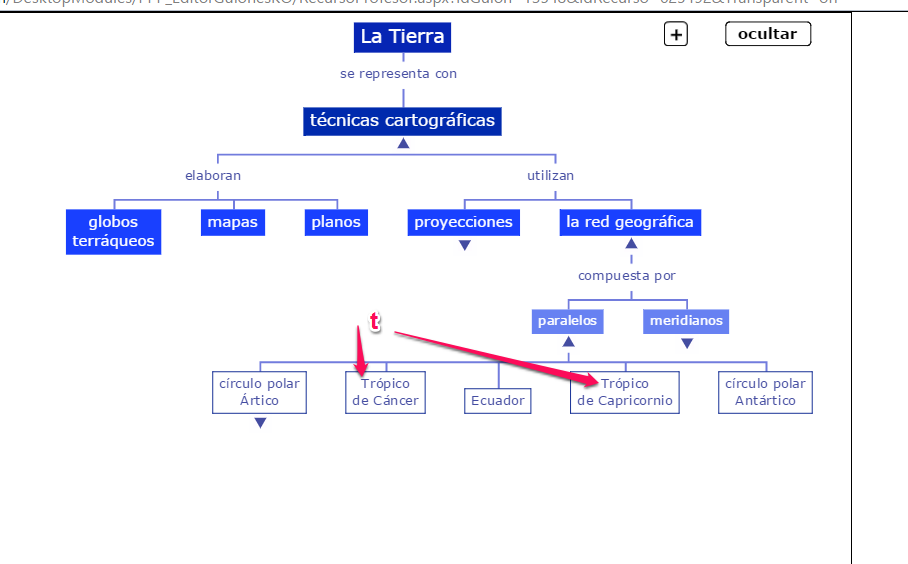 La Tierra
+
ocultar
se representa con
técnicas cartográficas
elaboran
utilizan
globos
terráqueos
mapas
planos
proyecciones
la red geográfica
compuesta por
paralelos
meridianos
t
círculo polar
Ártico
Trópico
de Cáncer
Ecuador
Trópico
de Capricornio
círculo polar
Antártico